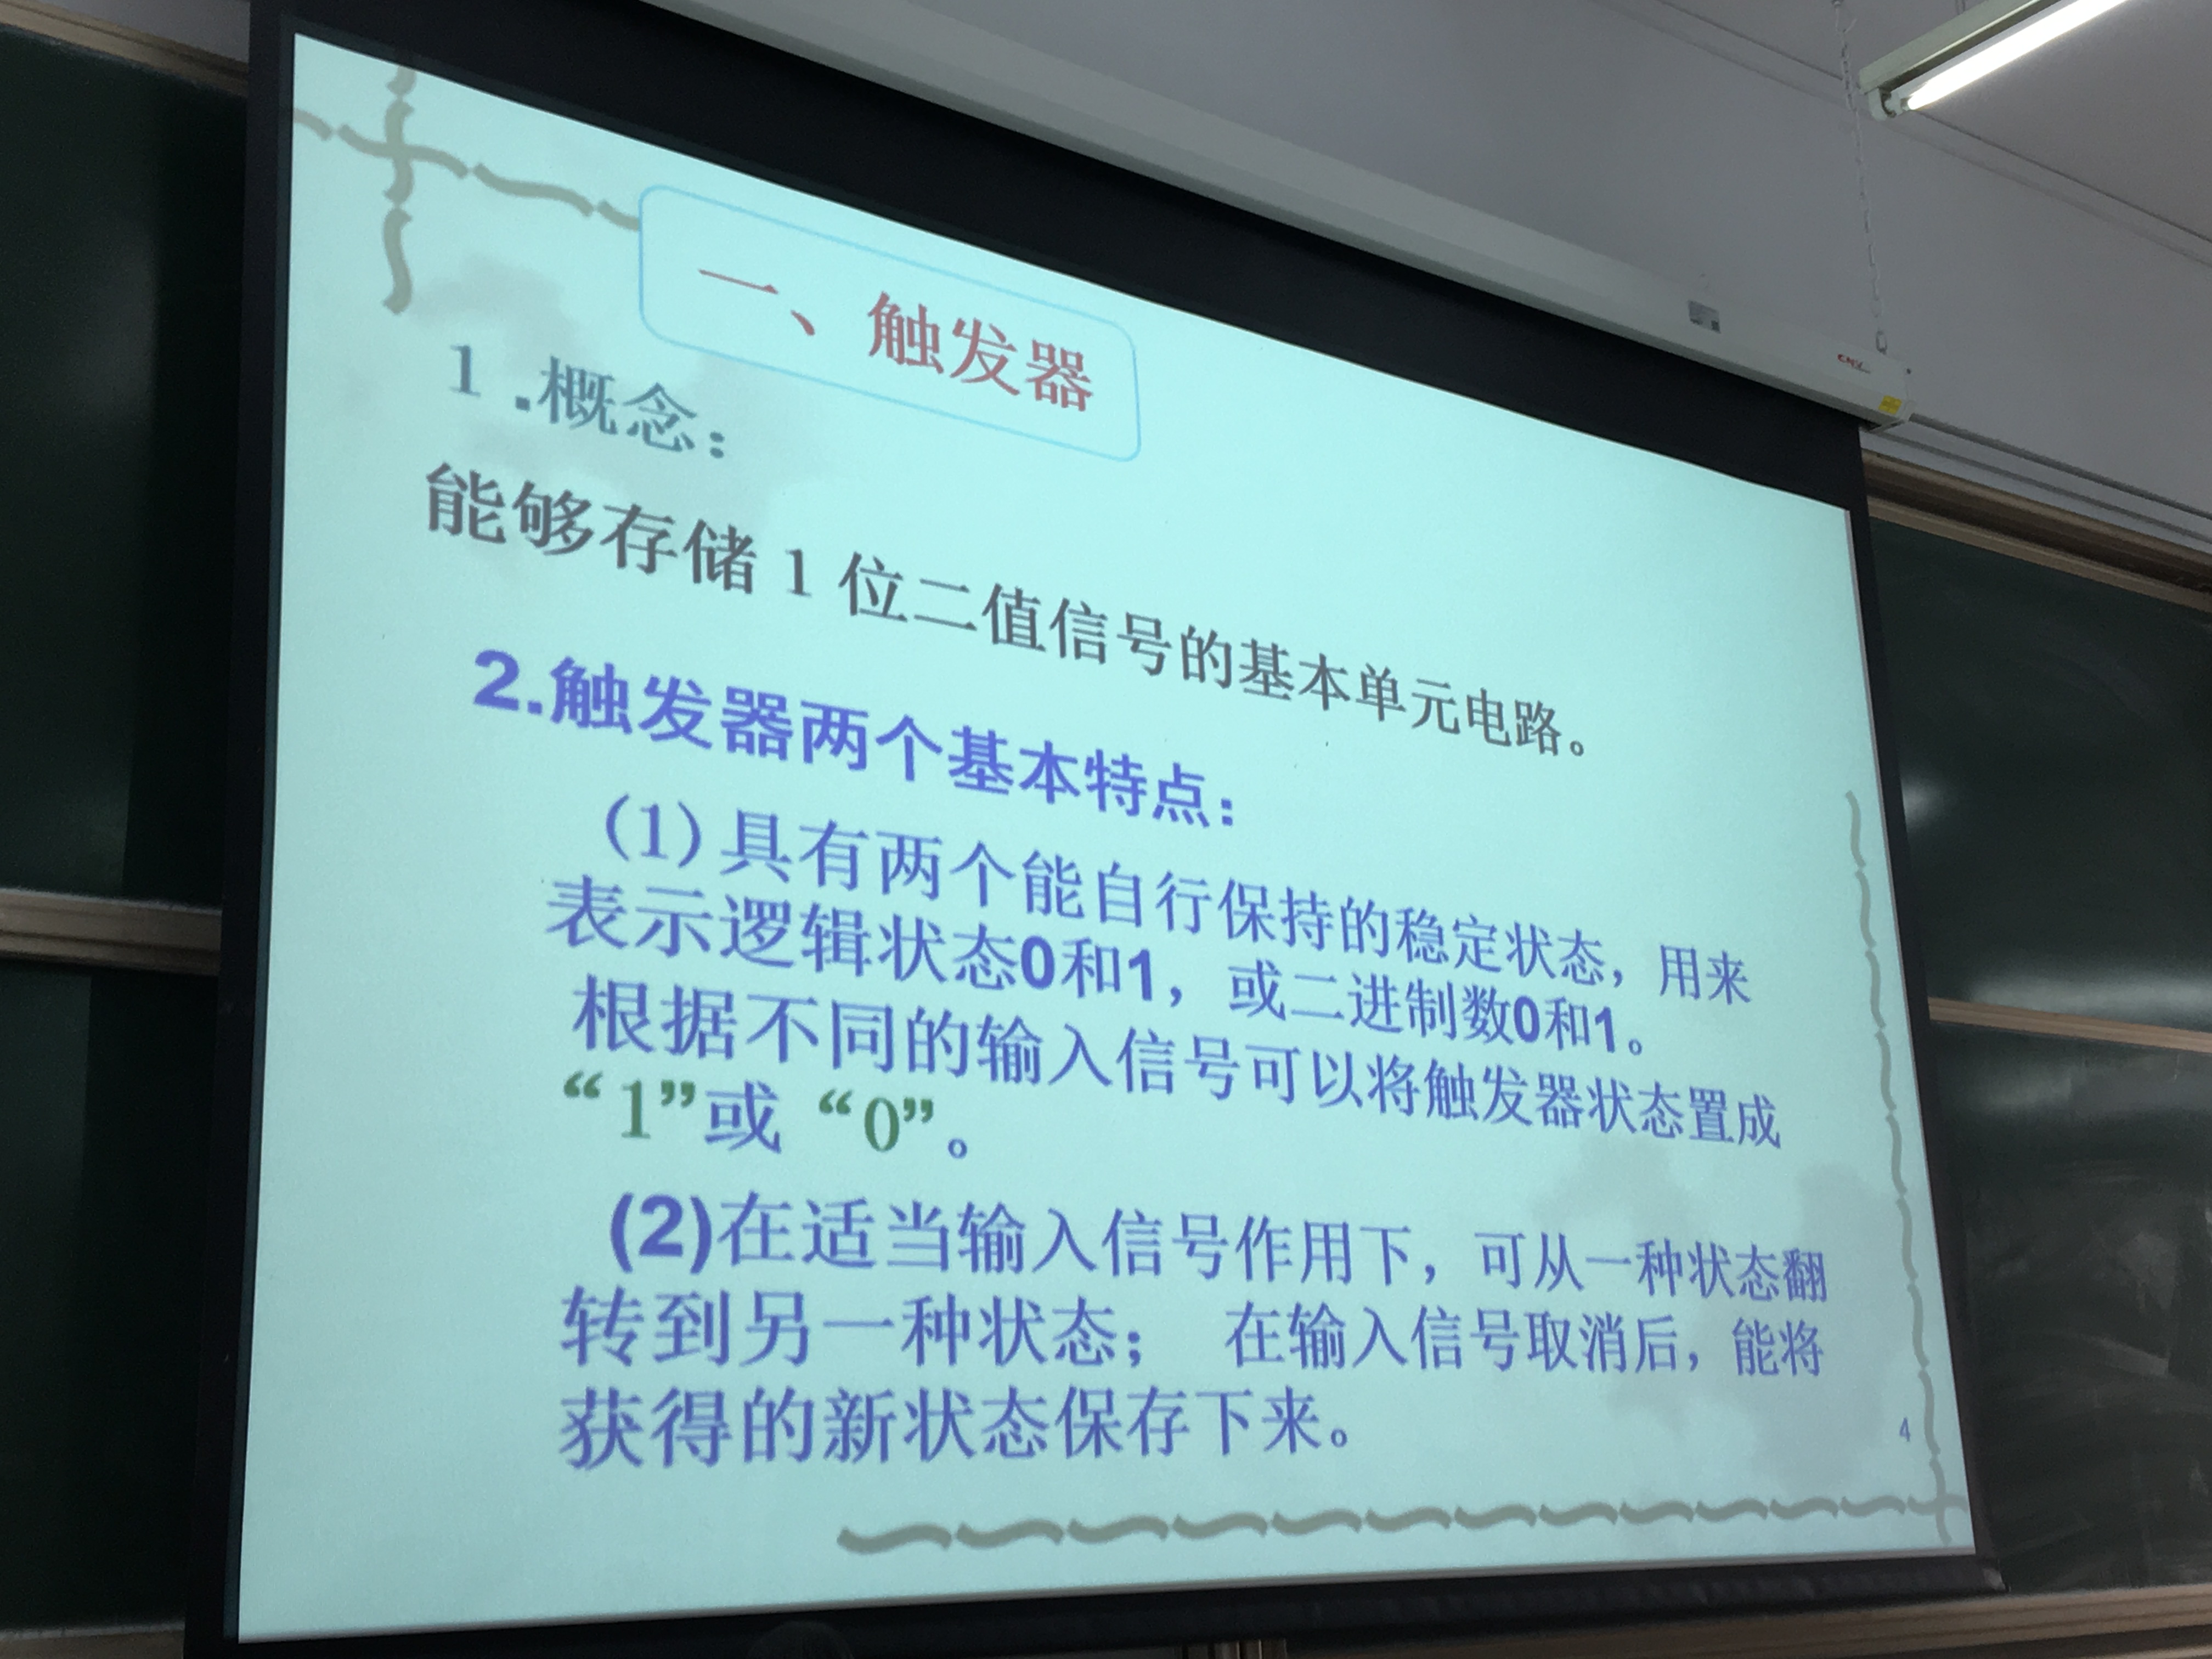 一、触发器
1.概念：
能够存储1位二值信号的基本单元电路。
2.触发器两个基本特点：
(1)具有两个能自行保持的稳定状态，用来
表示逻辑状态0和1，或二进制数0和1。
根据不同的输入信号可以将触发器状态置成
“1”或“0”。
(2)在适当输入信号作用下，可从一种状态翻
转到另一种状态； 在输入信号取消后，能将
获得的新状态保存下来。
4